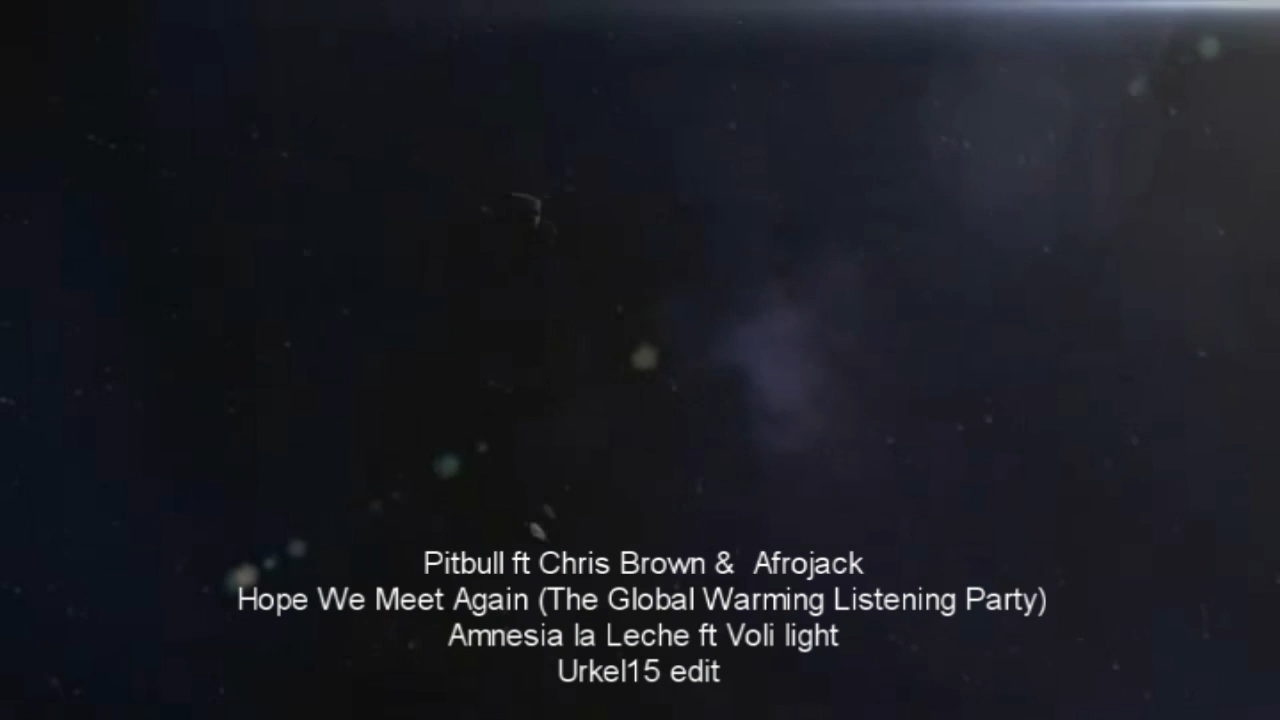 Pitbull ft Chris Brown &  Afrojack
Hope We Meet Again (The Global Warming Listening Party)
Amnesia la Leche ft Voli light
Urkel15 edit